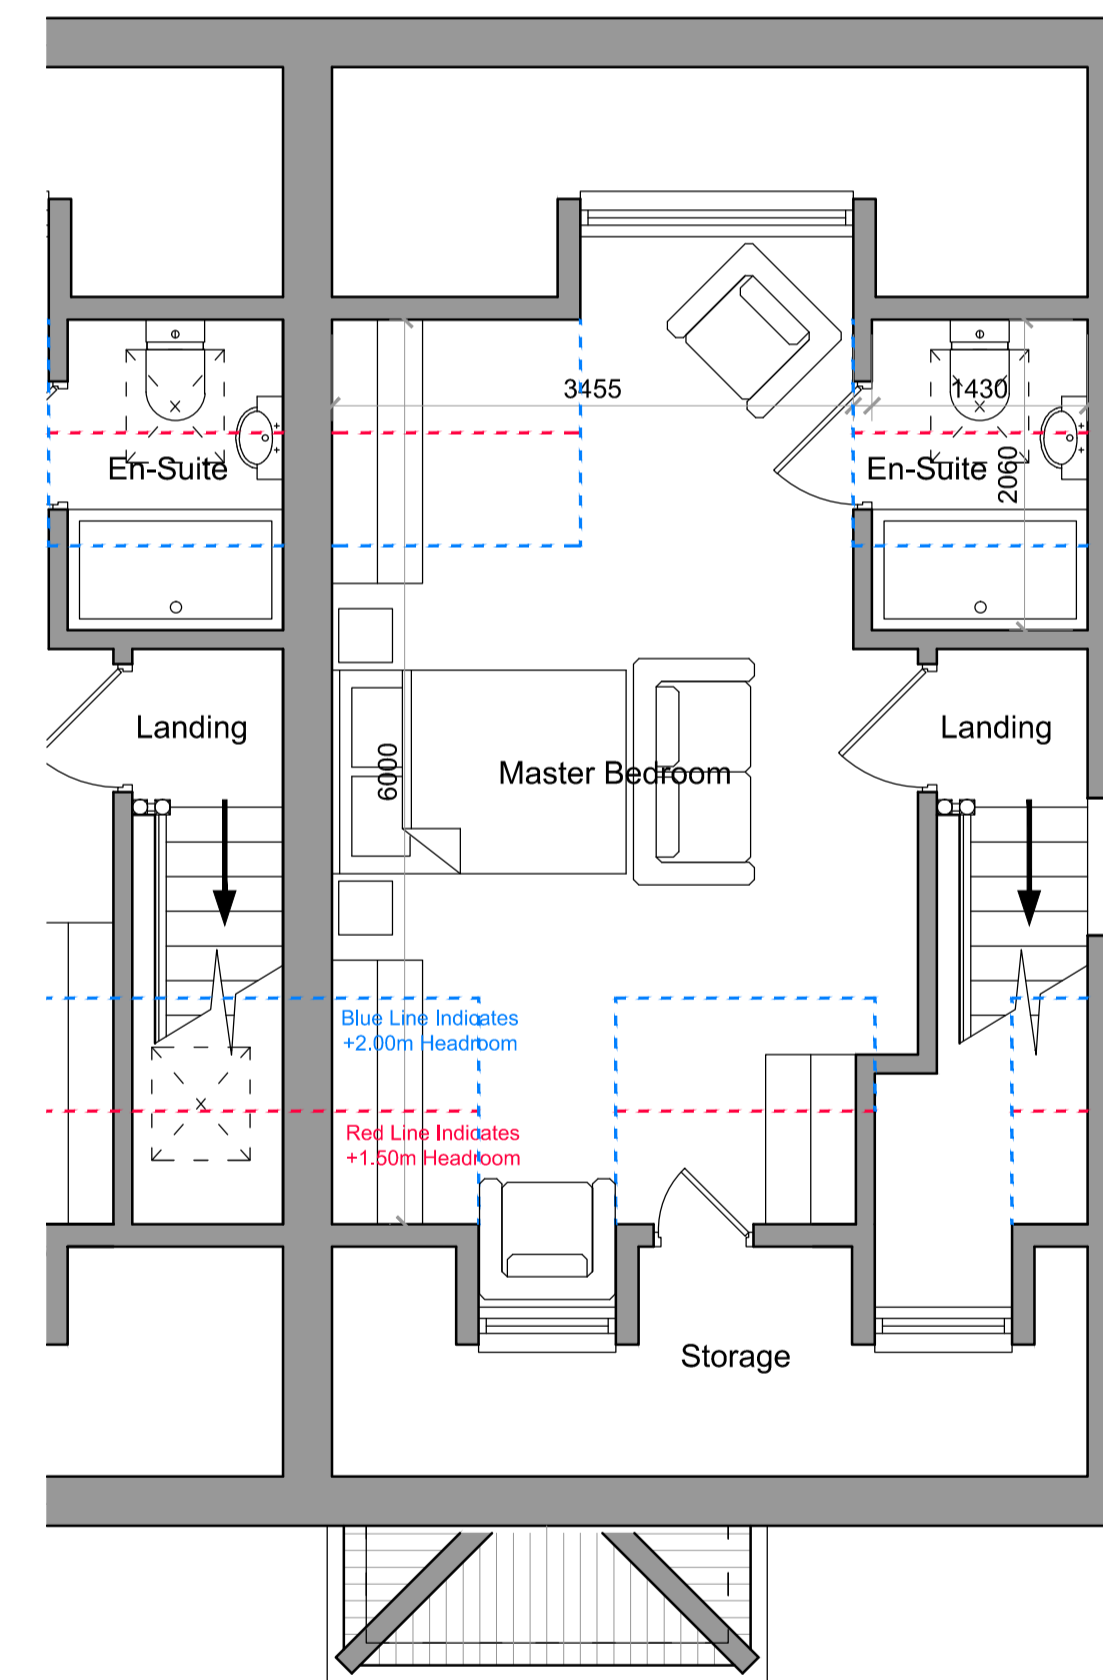 3455
1430
En-Suite
En-Suite
2060
Landing
Landing
6000
Master Bedroom
Blue Line Indicates
+2.00m Headroom
Red Line Indicates
+1.50m Headroom
Storage